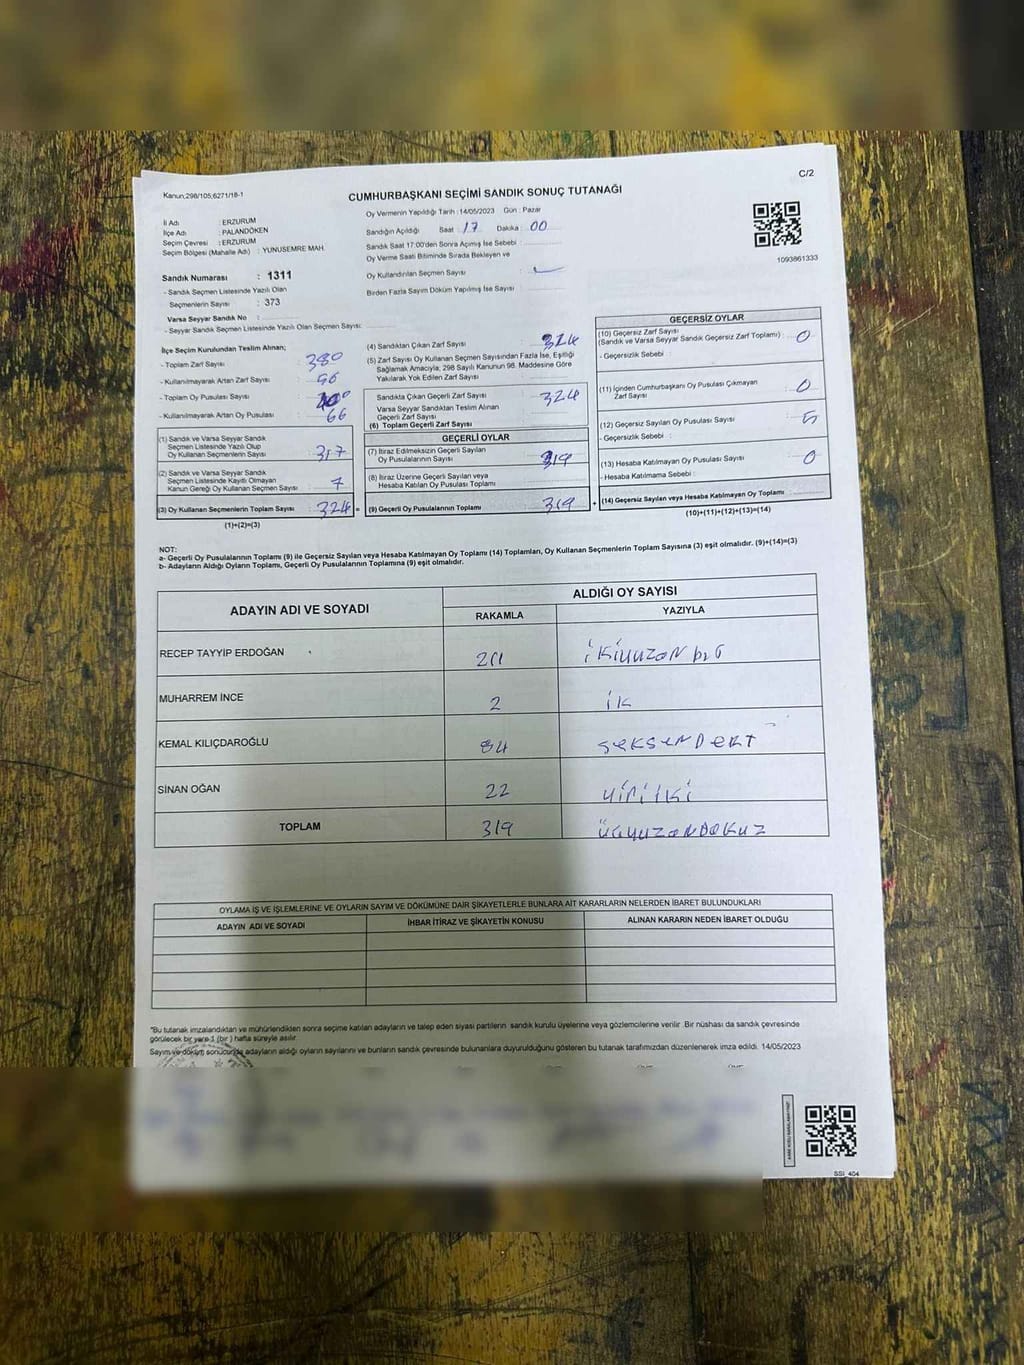 C/2
Kanun;298/105,6271/18-1
CUMHURBAŞKANI SEÇİMİ SANDIK SONUÇ TUTANAĞI
İl Adı : ERZURUM
İlçe Adı : PALANDÖKEN
Seçim Çevresi : ERZURUM
Seçim Bölgesi (Mahalle Adı) : YUNUSEMRE MAH.
Oy Vermenin Yapıldığı Tarih : 14/05/2023 Gün : Pazar
Sandığın Açıldığı Saat : 17 Dakika : 00
Sandık Saat 17:00'den Sonra Açımış İse Sebebi :
Oy Verme Saati Bitiminde Sırada Bekleyen ve
Oy Kullandırılan Seçmen Sayısı :
Birden Fazla Sayım Döküm Yapılmış İse Sayısı :
1093861333
Sandık Numarası : 1311
- Sandık Seçmen Listesinde Yazılı Olan
Seçmenlerin Sayısı : 373
Varsa Seyyar Sandık No :
- Seyyar Sandık Seçmen Listesinde Yazılı Olan Seçmen Sayısı:
İlçe Seçim Kurulundan Teslim Alınan;
- Toplam Zarf Sayısı : 380
- Kullanılmayarak Artan Zarf Sayısı :
- Toplam Oy Pusulası Sayısı :
- Kullanılmayarak Artan Oy Pusulası : 66
(1) Sandık ve Varsa Seyyar Sandık
Seçmen Listesinde Yazılı Olup
Oy Kullanan Seçmenlerin Sayısı : 317
(2) Sandık ve Varsa Seyyar Sandık
Seçmen Listesinde Kayıtlı Olmayan
Kanun Gereği Oy Kullanan Seçmen Sayısı : 7
(3) Oy Kullanan Seçmenlerin Toplam Sayısı : 324 =
(1)+(2)=(3)
(4) Sandıktan Çıkan Zarf Sayısı : 324
(5) Zarf Sayısı Oy Kullanan Seçmen Sayısından Fazla İse, Eşitliği
Sağlamak Amacıyla; 298 Sayılı Kanunun 98. Maddesine Göre
Yakılarak Yok Edilen Zarf Sayısı :
Sandıkta Çıkan Geçerli Zarf Sayısı : 324
Varsa Seyyar Sandıktan Teslim Alınan
Geçerli Zarf Sayısı :
(6) Toplam Geçerli Zarf Sayısı :
GEÇERLİ OYLAR
(7) İtiraz Edilmeksizin Geçerli Sayılan
Oy Pusulalarının Sayısı : 319
(8) İtiraz Üzerine Geçerli Sayılan veya
Hesaba Katılan Oy Pusulası Toplamı :
(9) Geçerli Oy Pusulalarının Toplamı : 319 +
GEÇERSİZ OYLAR
(10) Geçersiz Zarf Sayısı
(Sandık ve Varsa Seyyar Sandık Geçersiz Zarf Toplamı) : 0
- Geçersizlik Sebebi :
(11) İçinden Cumhurbaşkanı Oy Pusulası Çıkmayan
Zarf Sayısı : 0
(12) Geçersiz Sayılan Oy Pusulası Sayısı : 5
- Geçersizlik Sebebi :
(13) Hesaba Katılmayan Oy Pusulası Sayısı : 0
- Hesaba Katılmama Sebebi :
(14) Geçersiz Sayılan veya Hesaba Katılmayan Oy Toplamı :
(10)+(11)+(12)+(13)=(14)
NOT:
a- Geçerli Oy Pusulalarının Toplamı (9) ile Geçersiz Sayılan veya Hesaba Katılmayan Oy Toplamı (14) Toplamları, Oy Kullanan Seçmenlerin Toplam Sayısına (3) eşit olmalıdır. (9)+(14)=(3)
b- Adayların Aldığı Oyların Toplamı, Geçerli Oy Pusulalarının Toplamına (9) eşit olmalıdır.
ADAYIN ADI VE SOYADI
ALDIĞI OY SAYISI
RAKAMLA YAZIYLA
RECEP TAYYİP ERDOĞAN 211 ikiyüzon bir
MUHARREM İNCE 2 ik
KEMAL KILIÇDAROĞLU 84 SEKSENDÖRT
SİNAN OĞAN 22 yirilki
TOPLAM 319 üçyüzondokuz
OYLAMA İŞ VE İŞLEMLERİNE VE OYLARIN SAYIM VE DÖKÜMÜNE DAİR ŞİKAYETLERLE BUNLARA AİT KARARLARIN NELERDEN İBARET BULUNDUKLARI
ADAYIN ADI VE SOYADI İHBAR İTİRAZ VE ŞİKAYETİN KONUSU ALINAN KARARIN NEDEN İBARET OLDUĞU
*Bu tutanak imzalandıktan ve mühürlendikten sonra seçime katılan adayların ve talep eden siyasi partilerin sandık kurulu üyelerine veya gözlemcilerine verilir. Bir nüshası da sandık çevresinde
görülecek bir yere 1 (bir ) hafta süreyle asılır.
Sayım ve döküm sonucunda adayların aldığı oyların sayılarını ve bunların sandık çevresinde bulunanlara duyurulduğunu gösteren bu tutanak tarafımızdan düzenlenerek imza edildi. 14/05/2023
SSI_404